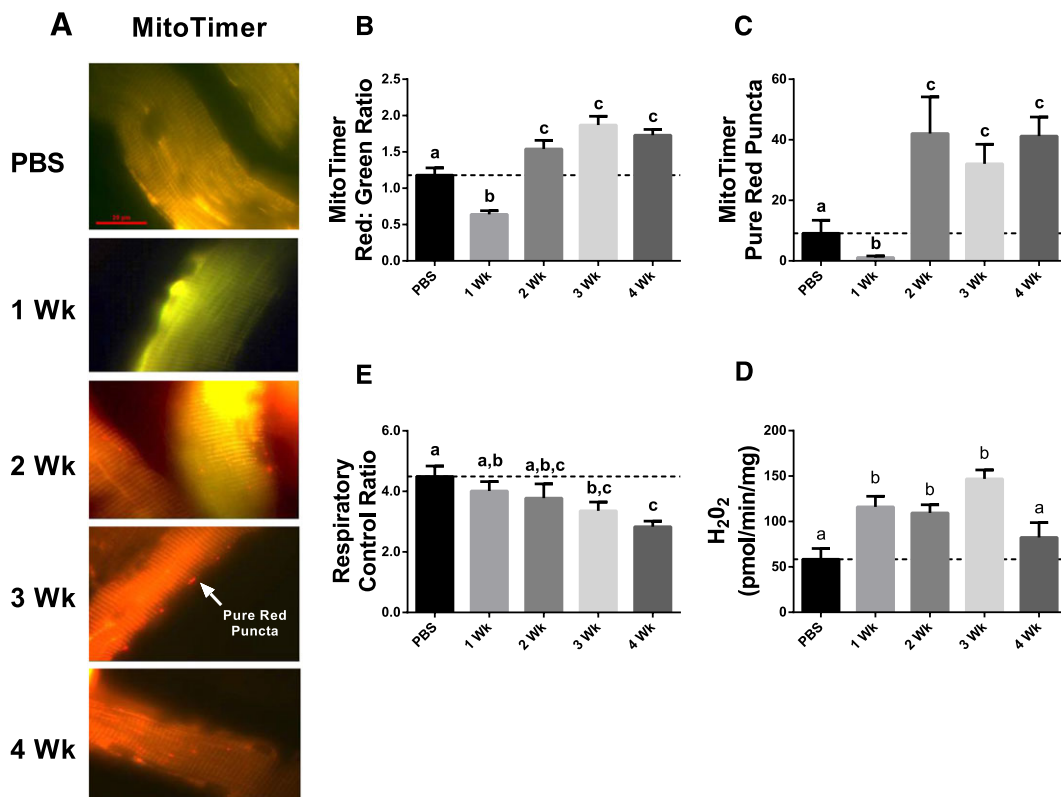 A
MitoTimer
PBS
20 µm
1 Wk
2 Wk
3 Wk
Pure Red
Puncta
4 Wk
B
MitoTimer
Red: Green Ratio
2.5
2.0
1.5
1.0
0.5
0.0
a
b
c
c
c
PBS
1 Wk
2 Wk
3 Wk
4 Wk
C
MitoTimer
Pure Red Puncta
60
40
20
0
a
b
c
c
c
PBS
1 Wk
2 Wk
3 Wk
4 Wk
E
Respiratory
Control Ratio
6.0
4.0
2.0
0.0
a
a,b
a,b,c
b,c
c
PBS
1 Wk
2 Wk
3 Wk
4 Wk
D
H₂0₂
(pmol/min/mg)
200
150
100
50
0
a
b
b
b
a
PBS
1 Wk
2 Wk
3 Wk
4 Wk